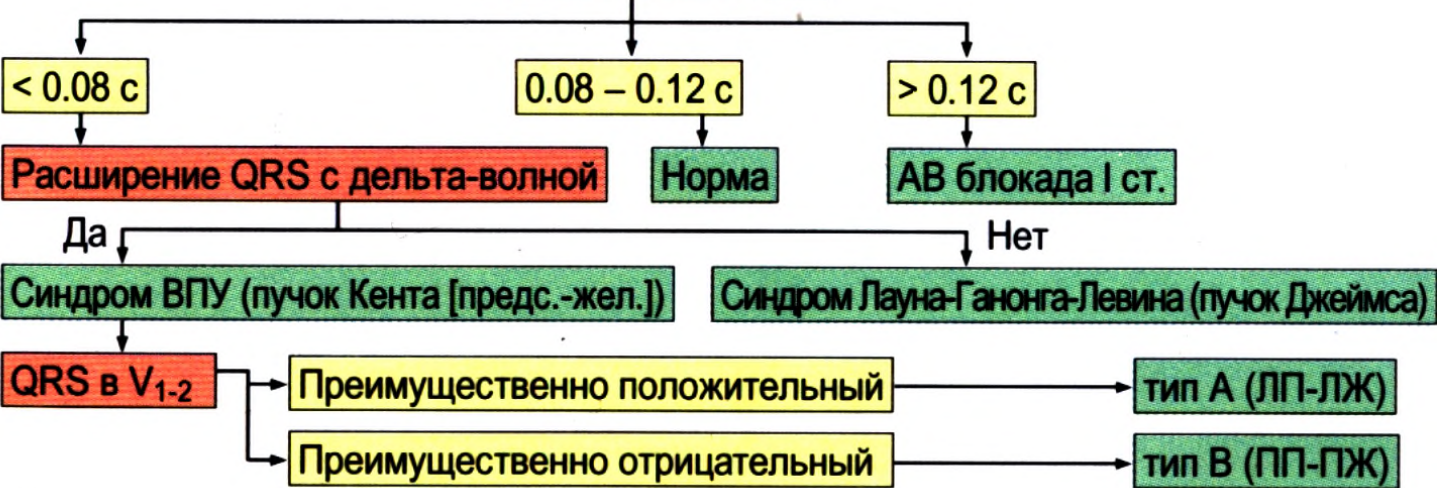 < 0.08 с
0.08 – 0.12 с
> 0.12 с
Расширение QRS с дельта-волной
Норма
АВ блокада I ст.
Да
Нет
Синдром ВПУ (пучок Кента [предс.-жел.])
Синдром Лауна-Ганонга-Левина (пучок Джеймса)
QRS в V1-2
Преимущественно положительный
тип А (ЛП-ЛЖ)
Преимущественно отрицательный
тип В (ПП-ПЖ)